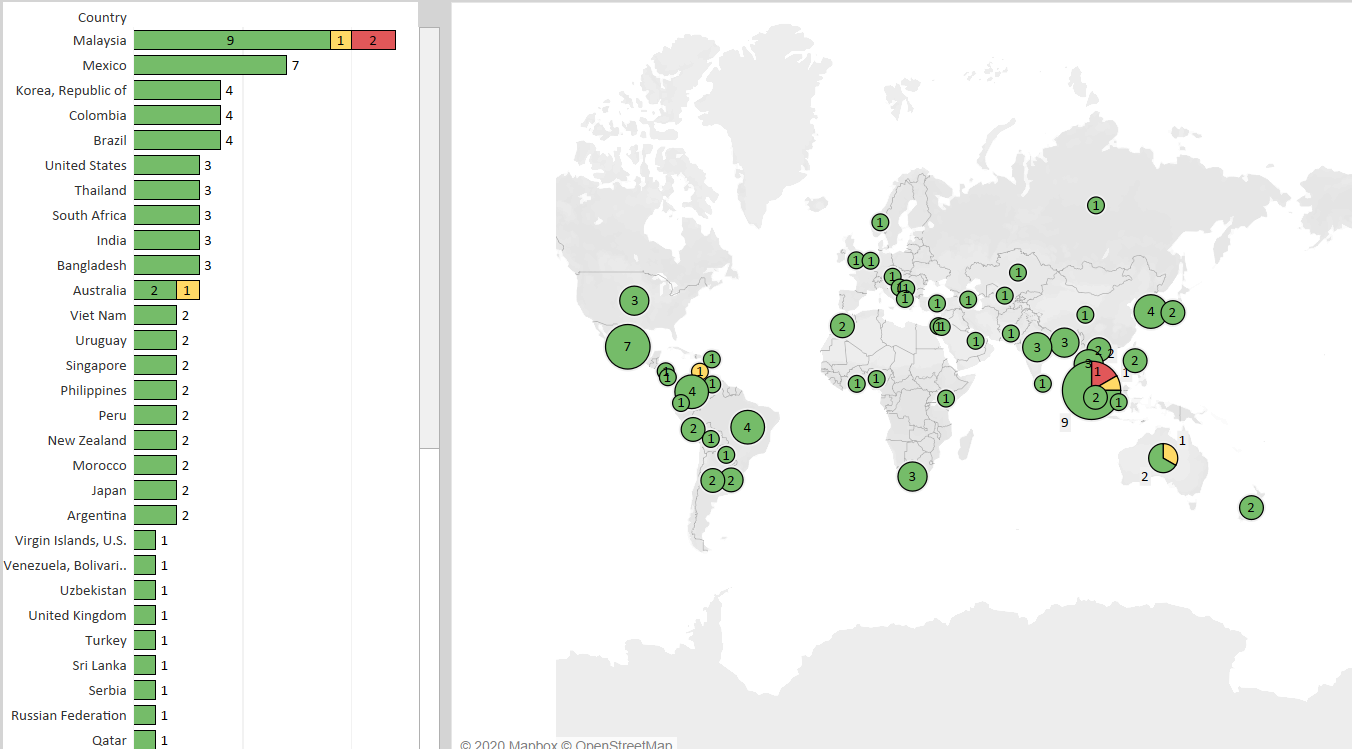 Country
Malaysia 9 1 2
Mexico 7
Korea, Republic of 4
Colombia 4
Brazil 4
United States 3
Thailand 3
South Africa 3
India 3
Bangladesh 3
Australia 2 1
Viet Nam 2
Uruguay 2
Singapore 2
Philippines 2
Peru 2
New Zealand 2
Morocco 2
Japan 2
Argentina 2
Virgin Islands, U.S. 1
Venezuela, Bolivari.. 1
Uzbekistan 1
United Kingdom 1
Turkey 1
Sri Lanka 1
Serbia 1
Russian Federation 1
Qatar 1
1
1
1 1
1
1
1 1
1
3
1
1
1
1
4 2
2
1 1
1
3
3
2 2
2
7
1
1
1
1
4
1
1
1
1
1
1
3
1
1
2
1
9
2
1
4
1
1
2
1
2 2
3
2
© 2020 Mapbox © OpenStreetMap